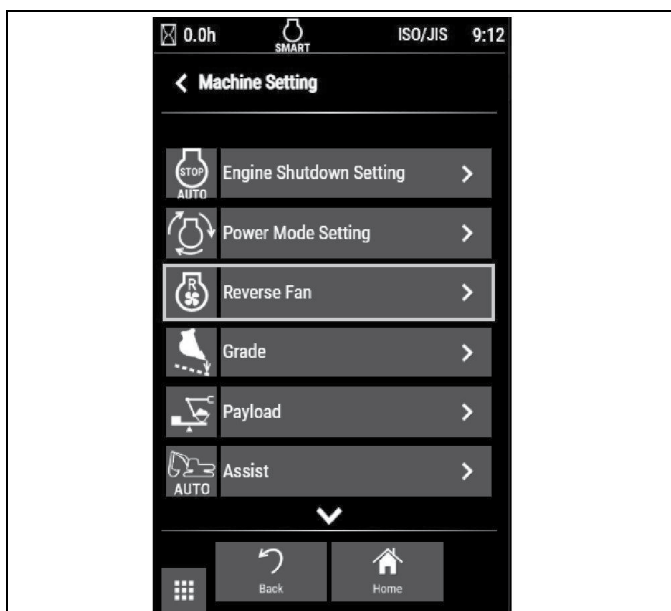 0.0h SMART ISO/JIS 9:12
Machine Setting
STOP
AUTO
Engine Shutdown Setting
Power Mode Setting
R
Reverse Fan
Grade
Payload
AUTO
Assist
Back Home